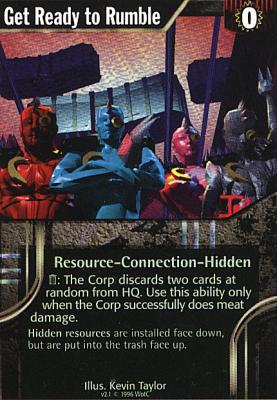 Get Ready to Rumble
0
Resource-Connection-Hidden
: The Corp discards two cards at
random from HQ. Use this ability only
when the Corp successfully does meat
damage.
Hidden resources are installed face down,
but are put into the trash face up.
Illus. Kevin Taylor
v2.1 © 1996 WotC